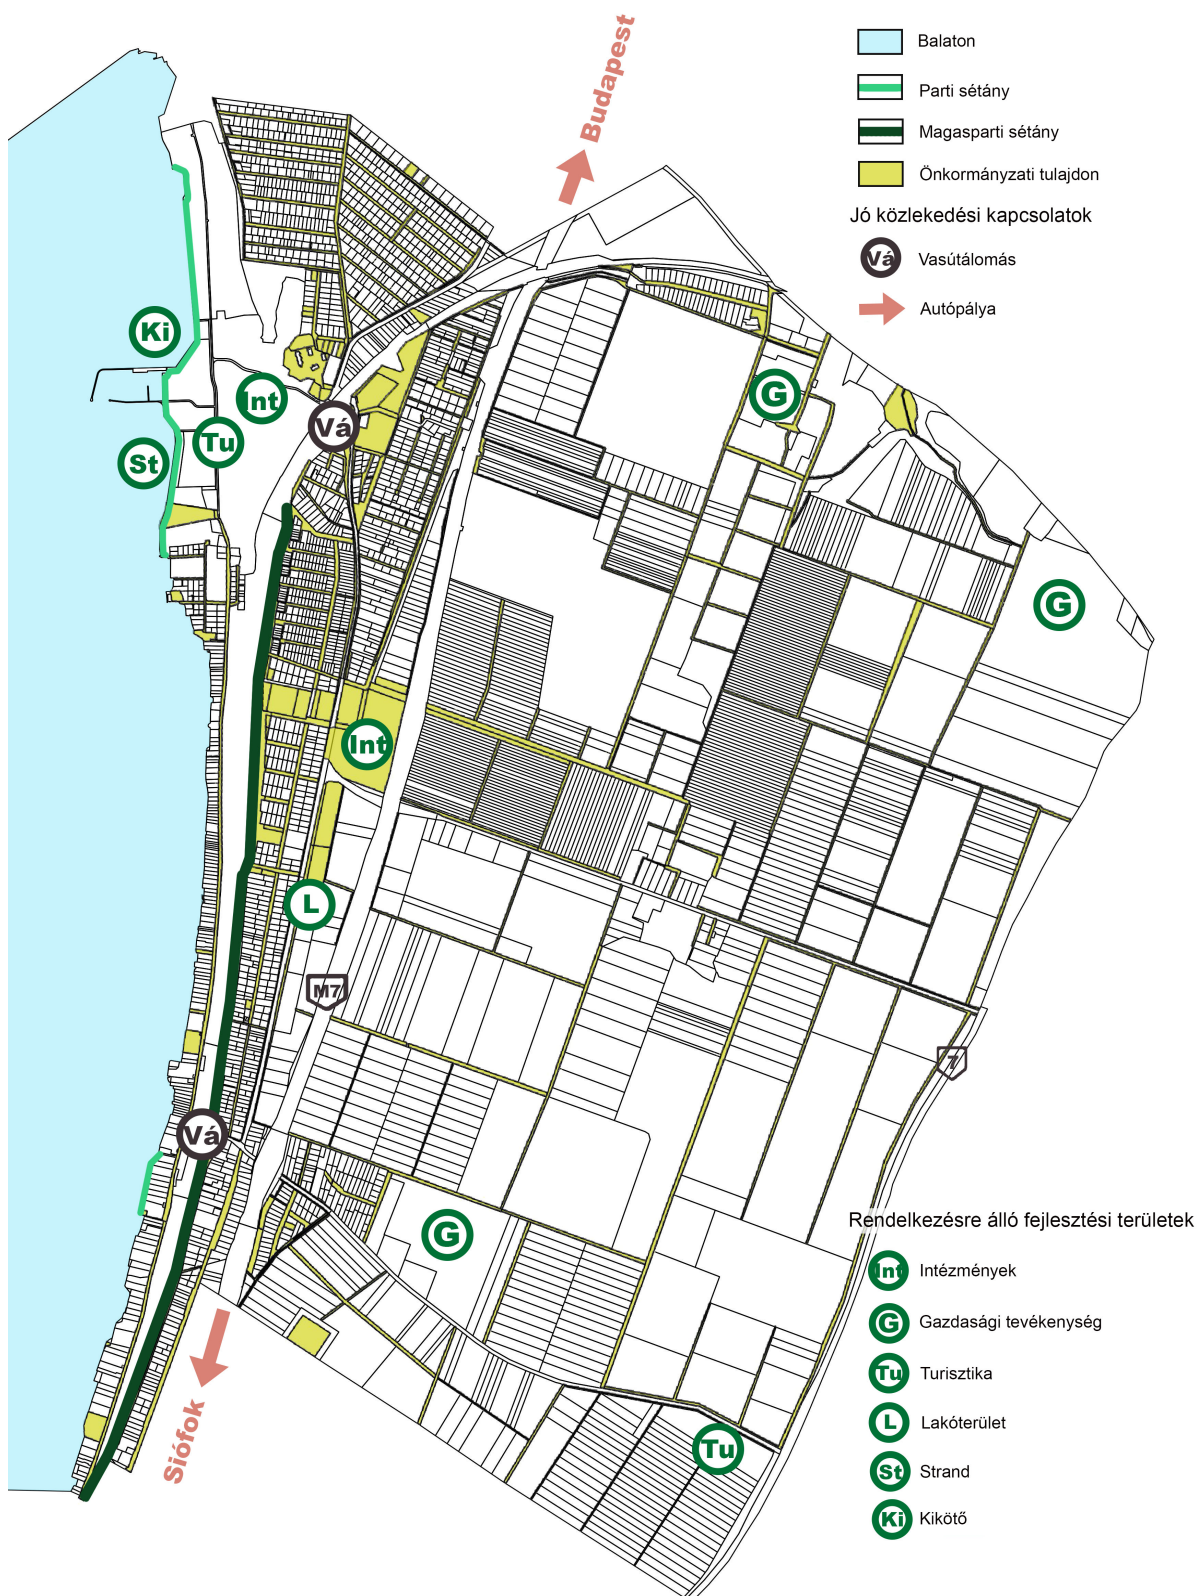 Budapest
Balaton
Parti sétány
Magasparti sétány
Önkormányzati tulajdon
Jó közlekedési kapcsolatok
Vá Vasútálomás
Autópálya
Ki
Int
G
Vá
Tu
St
G
Int
L
M7
7
Vá
G
Rendelkezésre álló fejlesztési területek
Int Intézmények
G Gazdasági tevékenység
Tu Turisztika
L Lakóterület
St Strand
Ki Kikötő
Siófok
Tu